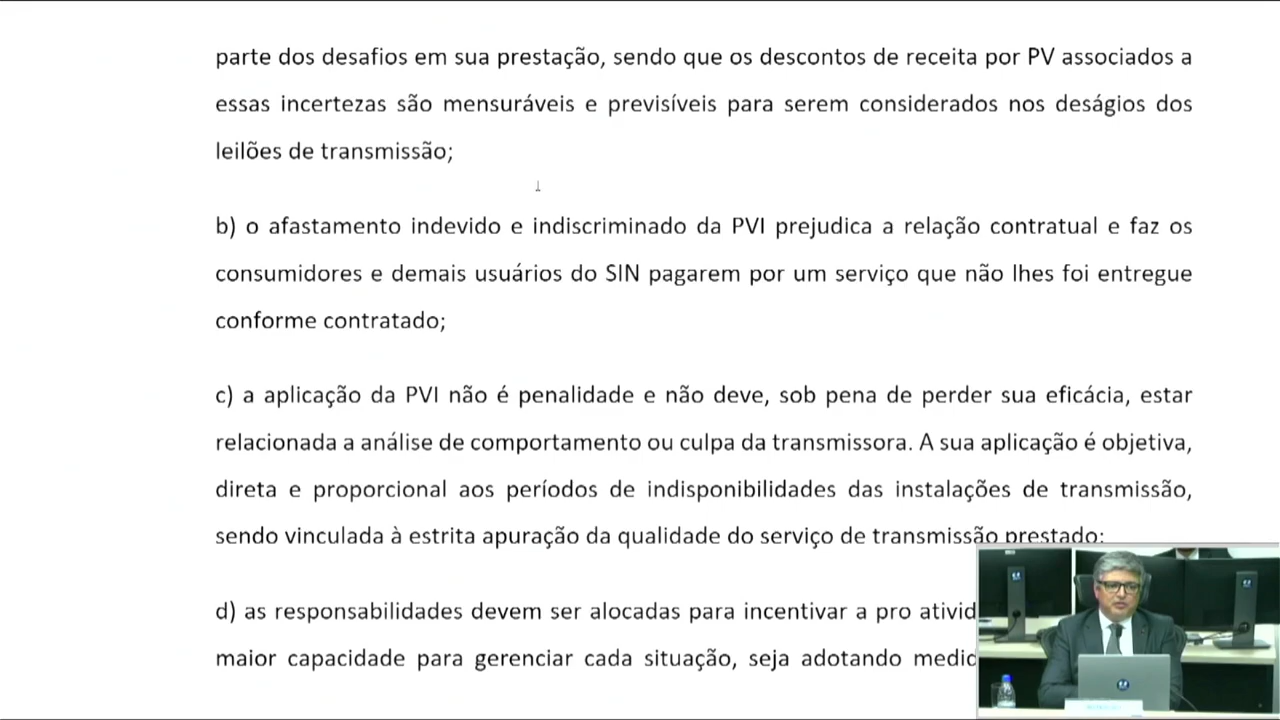 parte dos desafios em sua prestação, sendo que os descontos de receita por PV associados a
essas incertezas são mensuráveis e previsíveis para serem considerados nos deságios dos
leilões de transmissão;
b) o afastamento indevido e indiscriminado da PVI prejudica a relação contratual e faz os
consumidores e demais usuários do SIN pagarem por um serviço que não lhes foi entregue
conforme contratado;
c) a aplicação da PVI não é penalidade e não deve, sob pena de perder sua eficácia, estar
relacionada a análise de comportamento ou culpa da transmissora. A sua aplicação é objetiva,
direta e proporcional aos períodos de indisponibilidades das instalações de transmissão,
sendo vinculada à estrita apuração da qualidade do serviço de transmissão prestado;
d) as responsabilidades devem ser alocadas para incentivar a pro ativid
maior capacidade para gerenciar cada situação, seja adotando medid